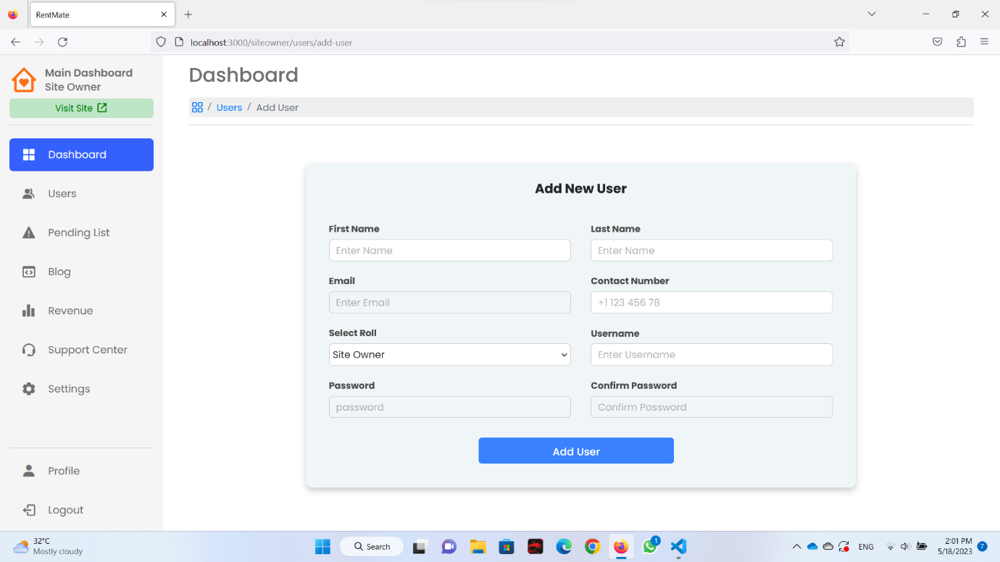 RentMate
localhost:3000/siteowner/users/add-user
Main Dashboard
Site Owner
Visit Site
Dashboard
Users
Pending List
Blog
Revenue
Support Center
Settings
Profile
Logout
Dashboard
/ Users / Add User
Add New User
First Name
Enter Name
Last Name
Enter Name
Email
Enter Email
Contact Number
+1 123 456 78
Select Roll
Site Owner
Username
Enter Username
Password
password
Confirm Password
Confirm Password
Add User
32°C
Mostly cloudy
Search
1
ENG
2:01 PM
5/18/2023
7